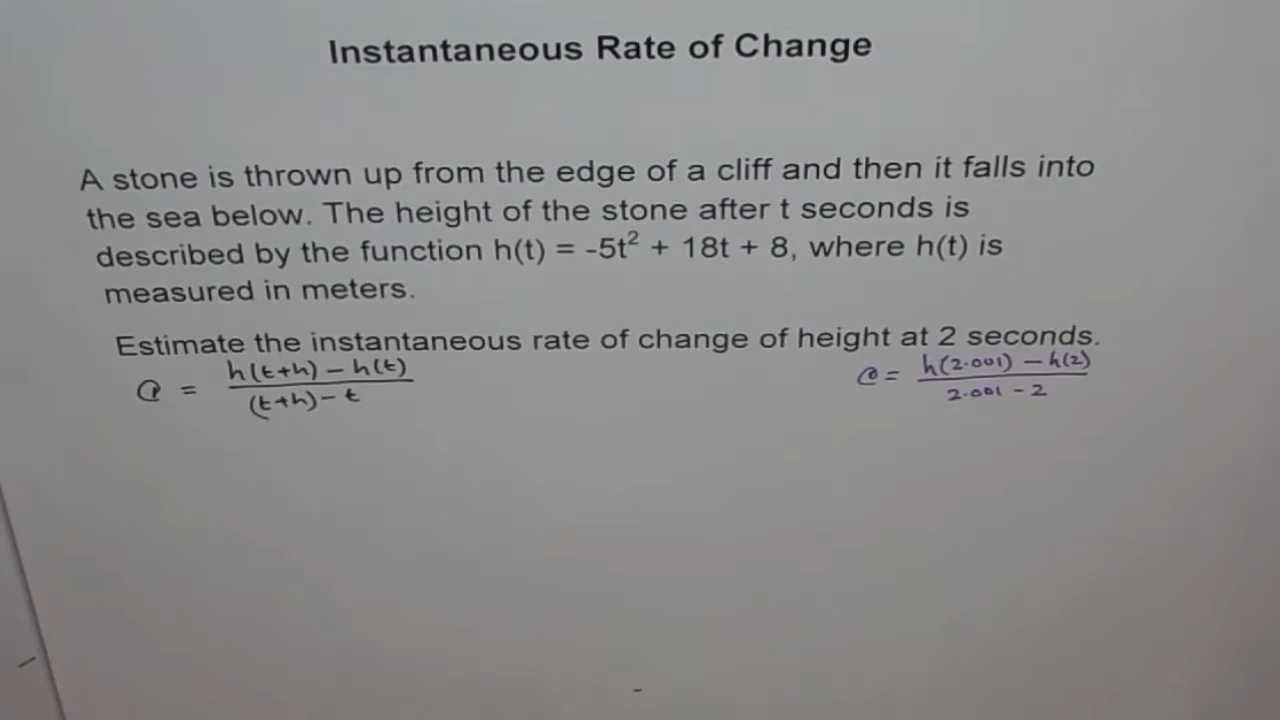 Instantaneous Rate of Change
A stone is thrown up from the edge of a cliff and then it falls into
the sea below. The height of the stone after t seconds is
described by the function h(t) = -5t² + 18t + 8, where h(t) is
measured in meters.
Estimate the instantaneous rate of change of height at 2 seconds.
= h(t+h) - h(t) / (t+h) - t
= h(2.001) - h(2) / 2.001 - 2